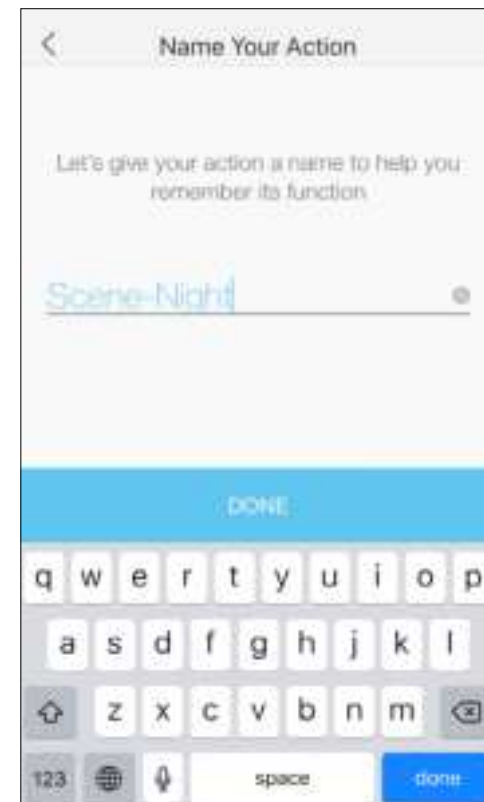 Name Your Action
Let's give your action a name to help you
remember its function
Scene-Night
DONE
q w e r t y u i o p
a s d f g h j k l
z x c v b n m
123 space done